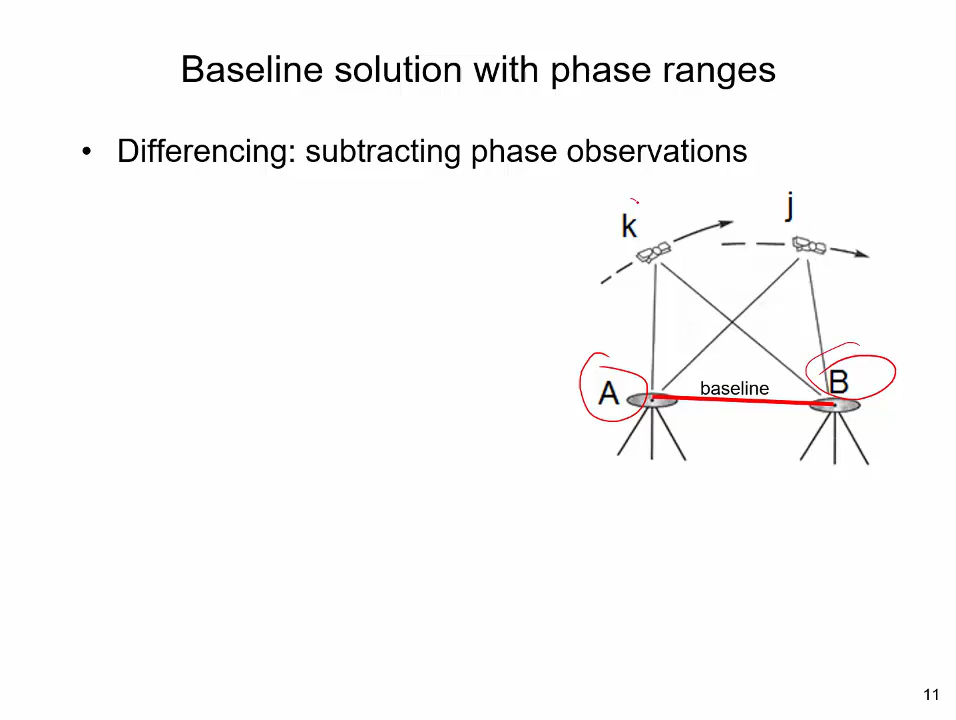 Baseline solution with phase ranges
• Differencing: subtracting phase observations
k
j
A
baseline
B
11